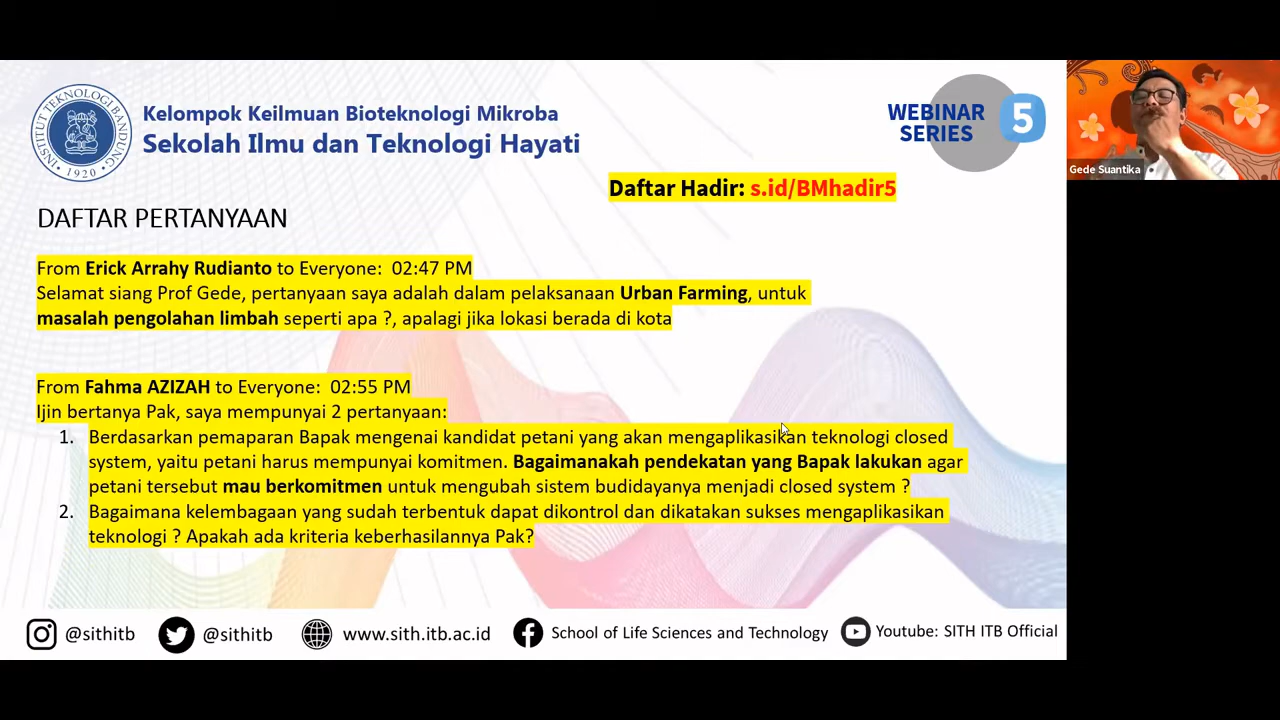 INSTITUT TEKNOLOGI BANDUNG
1920
Kelompok Keilmuan Bioteknologi Mikroba
Sekolah Ilmu dan Teknologi Hayati
WEBINAR
SERIES
5
Gede Suantika
Daftar Hadir: s.id/BMhadir5
DAFTAR PERTANYAAN
From Erick Arrahy Rudianto to Everyone:  02:47 PM
Selamat siang Prof Gede, pertanyaan saya adalah dalam pelaksanaan Urban Farming, untuk
masalah pengolahan limbah seperti apa ?, apalagi jika lokasi berada di kota
From Fahma AZIZAH to Everyone:  02:55 PM
Ijin bertanya Pak, saya mempunyai 2 pertanyaan:
1. Berdasarkan pemaparan Bapak mengenai kandidat petani yang akan mengaplikasikan teknologi closed
system, yaitu petani harus mempunyai komitmen. Bagaimanakah pendekatan yang Bapak lakukan agar
petani tersebut mau berkomitmen untuk mengubah sistem budidayanya menjadi closed system ?
2. Bagaimana kelembagaan yang sudah terbentuk dapat dikontrol dan dikatakan sukses mengaplikasikan
teknologi ? Apakah ada kriteria keberhasilannya Pak?
@sithitb
@sithitb
www.sith.itb.ac.id
School of Life Sciences and Technology
Youtube: SITH ITB Official